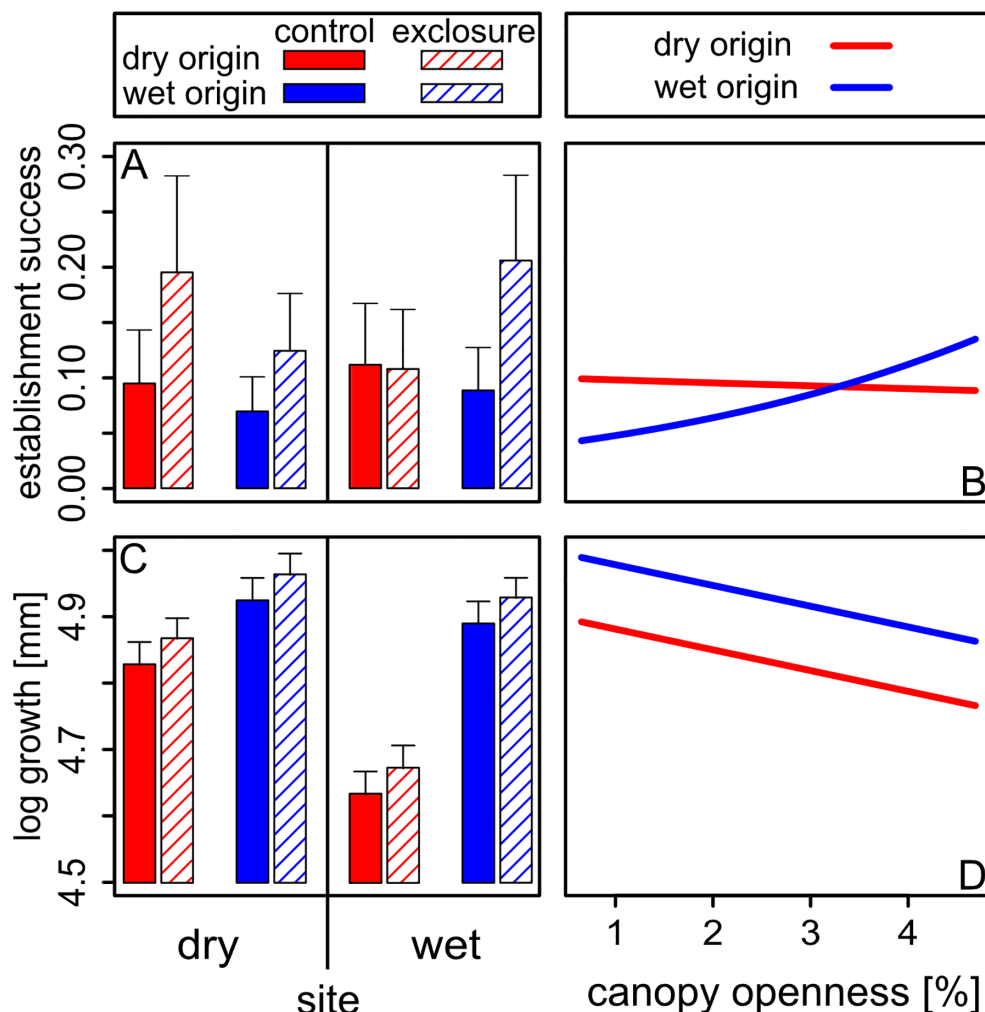 control exclosure
dry origin
wet origin
dry origin
wet origin
A
establishment success
0.00 0.10 0.20 0.30
B
C
log growth [mm]
4.5 4.7 4.9
D
dry wet
site
1 2 3 4
canopy openness [%]